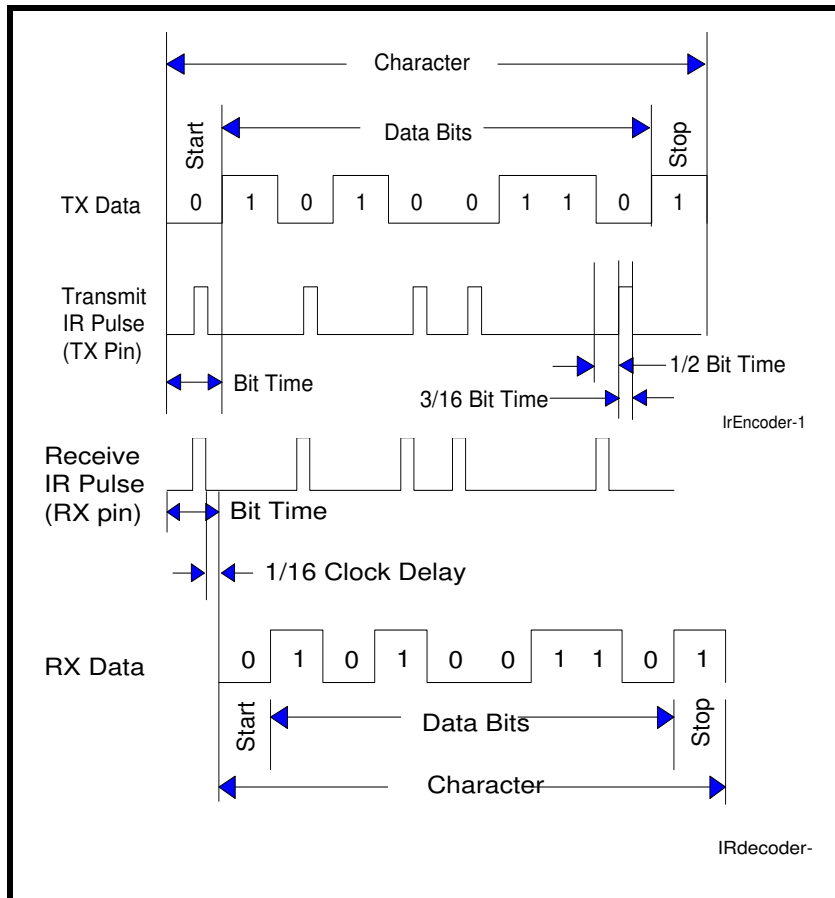 Character
Start
Data Bits
Stop
TX Data
0 1 0 1 0 0 1 1 0 1
Transmit
IR Pulse
(TX Pin)
Bit Time
1/2 Bit Time
3/16 Bit Time
IrEncoder-1
Receive
IR Pulse
(RX pin)
Bit Time
1/16 Clock Delay
RX Data
0 1 0 1 0 0 1 1 0 1
Start
Data Bits
Stop
Character
IRdecoder-